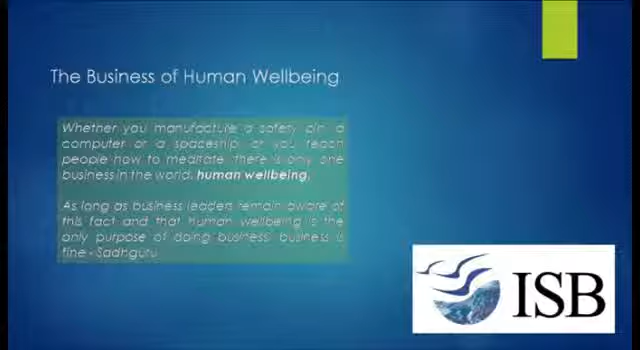 The Business of Human Wellbeing
Whether you manufacture a safety pin, a
computer or a spaceship, or you teach
people how to meditate, there is only one
business in the world, human wellbeing.
As long as business leaders remain aware of
this fact and that human wellbeing is the
only purpose of doing business, business is
fine - Sadhguru
ISB